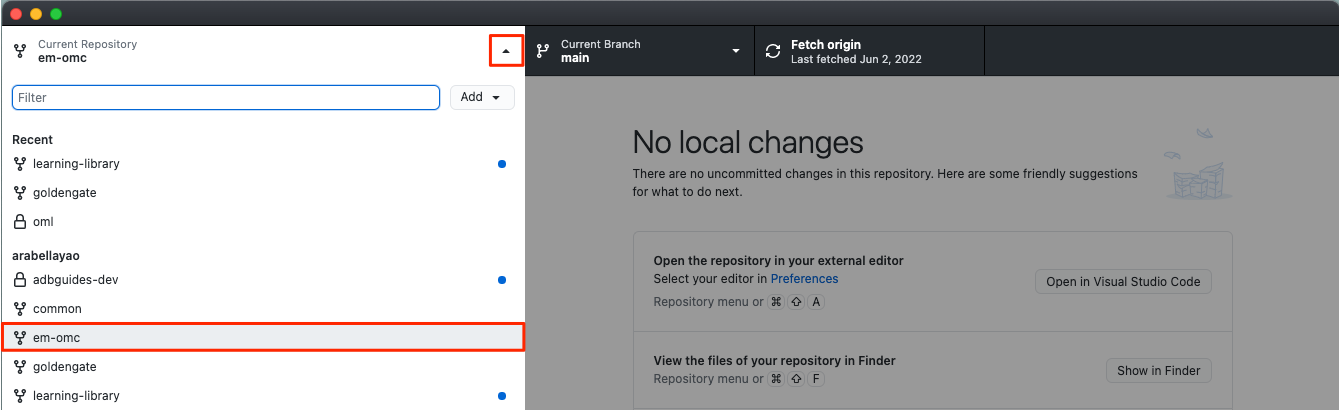 Current Repository
em-omc
Current Branch
main
Fetch origin
Last fetched Jun 2, 2022
Filter
Add
Recent
learning-library
goldengate
oml
arabellayao
adbguides-dev
common
em-omc
goldengate
learning-library
No local changes
There are no uncommitted changes in this repository. Here are some friendly suggestions
for what to do next.
Open the repository in your external editor
Select your editor in Preferences
Repository menu or ⌘ ⇧ A
Open in Visual Studio Code
View the files of your repository in Finder
Repository menu or ⌘ ⇧ F
Show in Finder